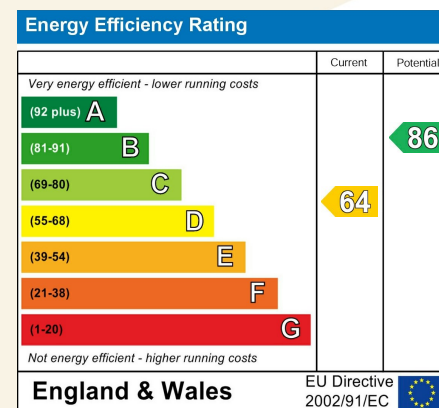 Energy Efficiency Rating
Current Potential
Very energy efficient - lower running costs
(92 plus) A
(81-91) B
86
(69-80) C
64
(55-68) D
(39-54) E
(21-38) F
(1-20) G
Not energy efficient - higher running costs
England & Wales
EU Directive
2002/91/EC